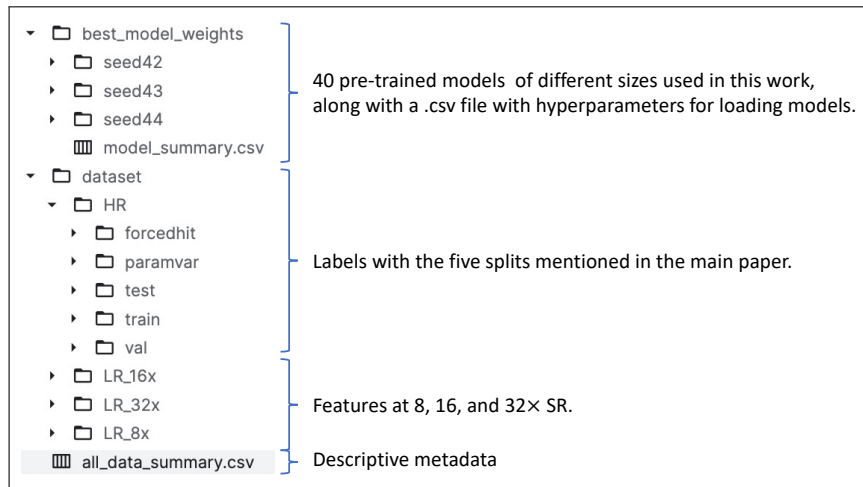 best_model_weights
seed42
seed43
seed44
model_summary.csv
40 pre-trained models of different sizes used in this work,
along with a .csv file with hyperparameters for loading models.
dataset
HR
forcedhit
paramvar
test
train
val
Labels with the five splits mentioned in the main paper.
LR_16x
LR_32x
LR_8x
Features at 8, 16, and 32× SR.
all_data_summary.csv
Descriptive metadata